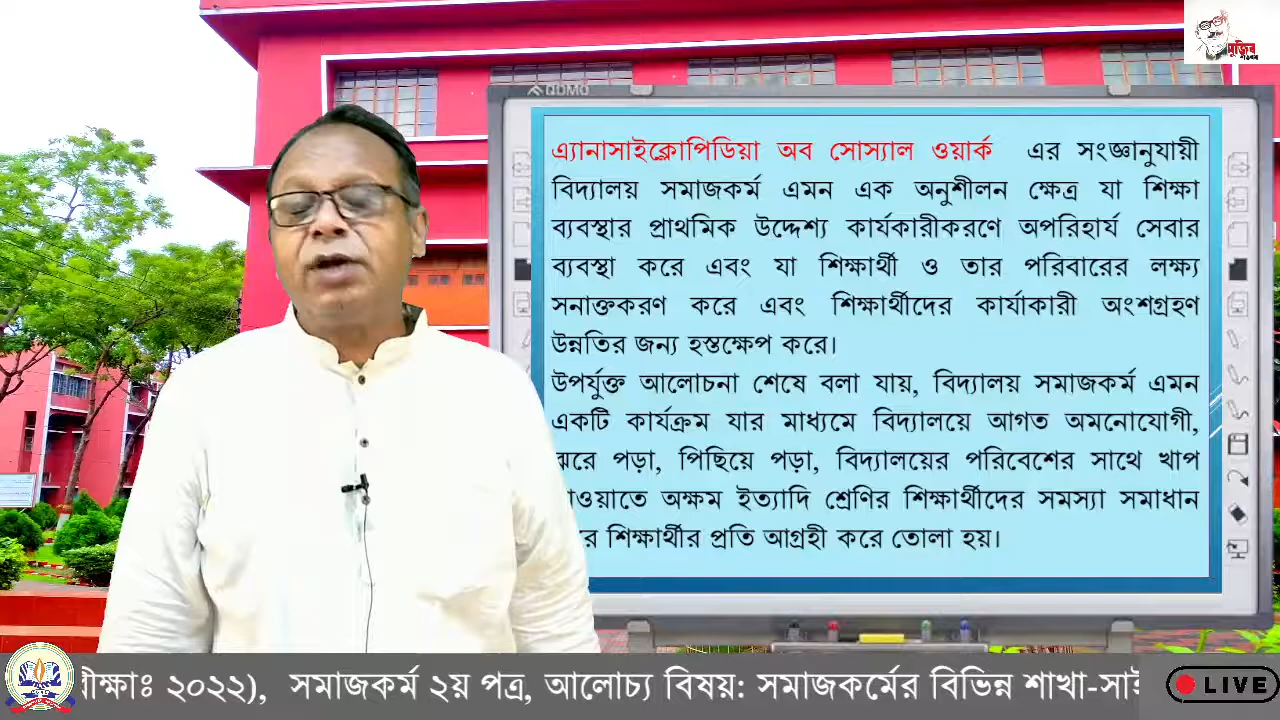 QOMO
এ্যানাসাইক্লোপিডিয়া অব সোস্যাল ওয়ার্ক এর সংজ্ঞানুযায়ী
বিদ্যালয় সমাজকর্ম এমন এক অনুশীলন ক্ষেত্র যা শিক্ষা
ব্যবস্থার প্রাথমিক উদ্দেশ্য কার্যকারীকরণে অপরিহার্য সেবার
ব্যবস্থা করে এবং যা শিক্ষার্থী ও তার পরিবারের লক্ষ্য
সনাক্তকরণ করে এবং শিক্ষার্থীদের কার্যাকারী অংশগ্রহণ
উন্নতির জন্য হস্তক্ষেপ করে।
উপর্যুক্ত আলোচনা শেষে বলা যায়, বিদ্যালয় সমাজকর্ম এমন
একটি কার্যক্রম যার মাধ্যমে বিদ্যালয়ে আগত অমনোযোগী,
ঝরে পড়া, পিছিয়ে পড়া, বিদ্যালয়ের পরিবেশের সাথে খাপ
অক্ষম ইত্যাদি শ্রেণির শিক্ষার্থীদের সমস্যা সমাধান
শিক্ষার্থীর প্রতি আগ্রহী করে তোলা হয়।
২০২২), সমাজকর্ম ২য় পত্র, আলোচ্য বিষয়: সমাজকর্মের বিভিন্ন
LIVE